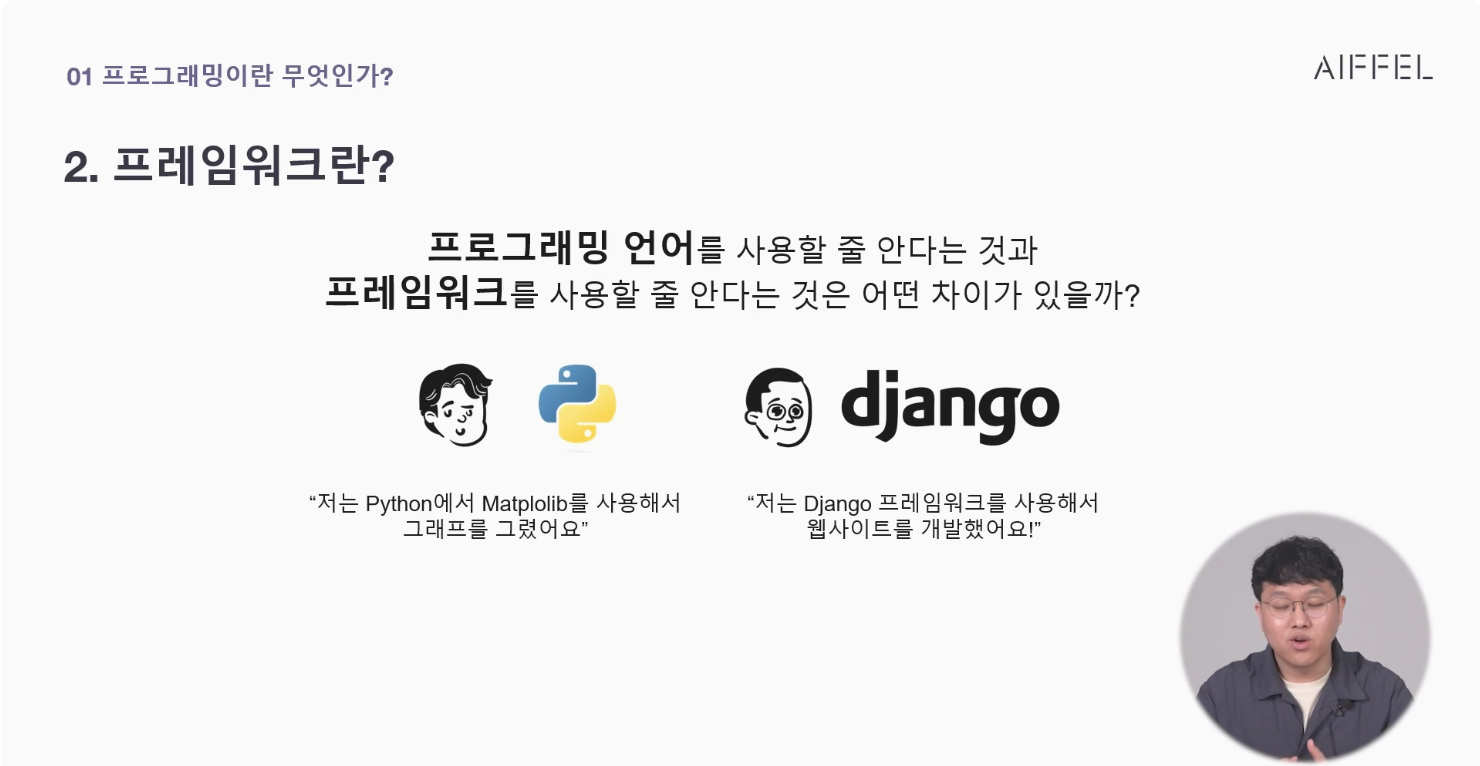 01 프로그래밍이란 무엇인가?
AIFFEL
2. 프레임워크란?
프로그래밍 언어를 사용할 줄 안다는 것과
프레임워크를 사용할 줄 안다는 것은 어떤 차이가 있을까?
django
“저는 Python에서 Matplolib를 사용해서
그래프를 그렸어요”
“저는 Django 프레임워크를 사용해서
웹사이트를 개발했어요!”